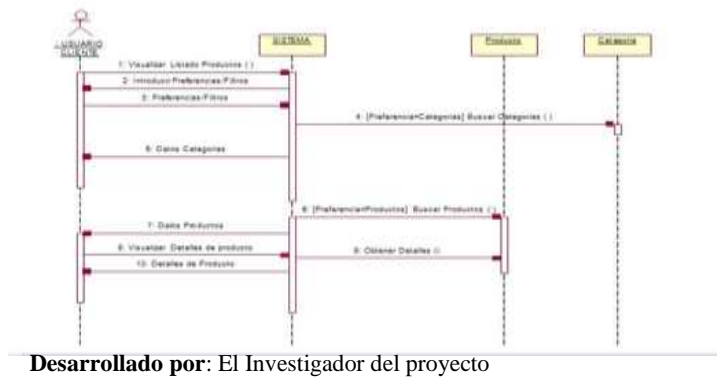 : USUARIO
CLIENTE
SISTEMA
Producto
Categoria
1: Visualizar Listado Productos ( )
2: Introducir Preferencias/Filtros
3: Preferencias/Filtros
4: [Preferencia=Categorias] Buscar Categorias ( )
5: Datos Categorias
6: [Preferencia=Productos] Buscar Productos ( )
7: Datos Productos
8: Visualizar Detalles de producto
9: Obtener Detalles ()
10: Detalles de Producto
Desarrollado por: El Investigador del proyecto